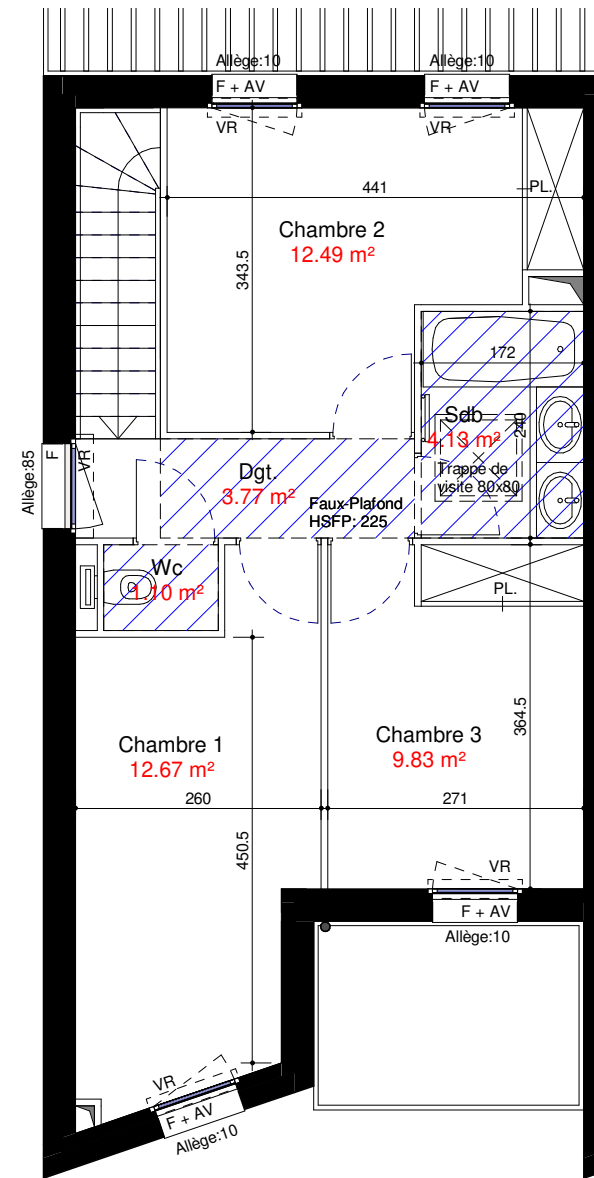 Allège:10
Allège:10
F + AV
F + AV
VR
VR
441
PL.
Chambre 2
12.49 m²
343.5
172
Sdb
4.13 m²
240
Trappe de
visite 80x80
Allège:85
F
VR
Dgt.
3.77 m²
Faux-Plafond
HSFP: 225
Wc
1.10 m²
PL.
Chambre 1
12.67 m²
Chambre 3
9.83 m²
364.5
260
271
450.5
VR
F + AV
Allège:10
VR
F + AV
Allège:10